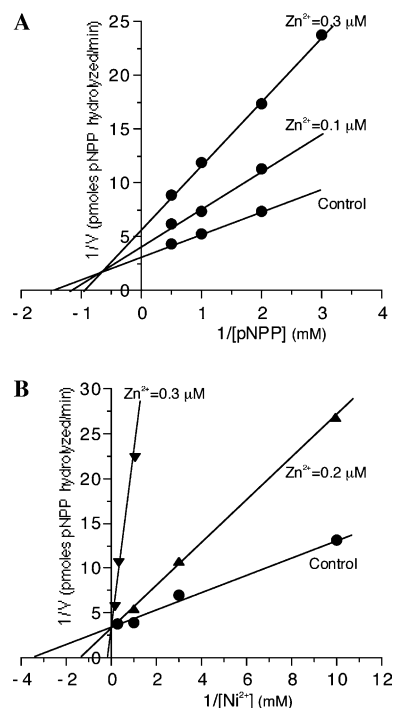 A
1/V (pmoles pNPP hydrolyzed/min)
25
20
15
10
5
0
Zn²⁺=0.3 µM
Zn²⁺=0.1 µM
Control
-2 -1 0 1 2 3 4
1/[pNPP] (mM)
B
1/V (pmoles pNPP hydrolyzed/min)
30
25
20
15
10
5
0
Zn²⁺=0.3 µM
Zn²⁺=0.2 µM
Control
-4 -2 0 2 4 6 8 10 12
1/[Ni²⁺] (mM)